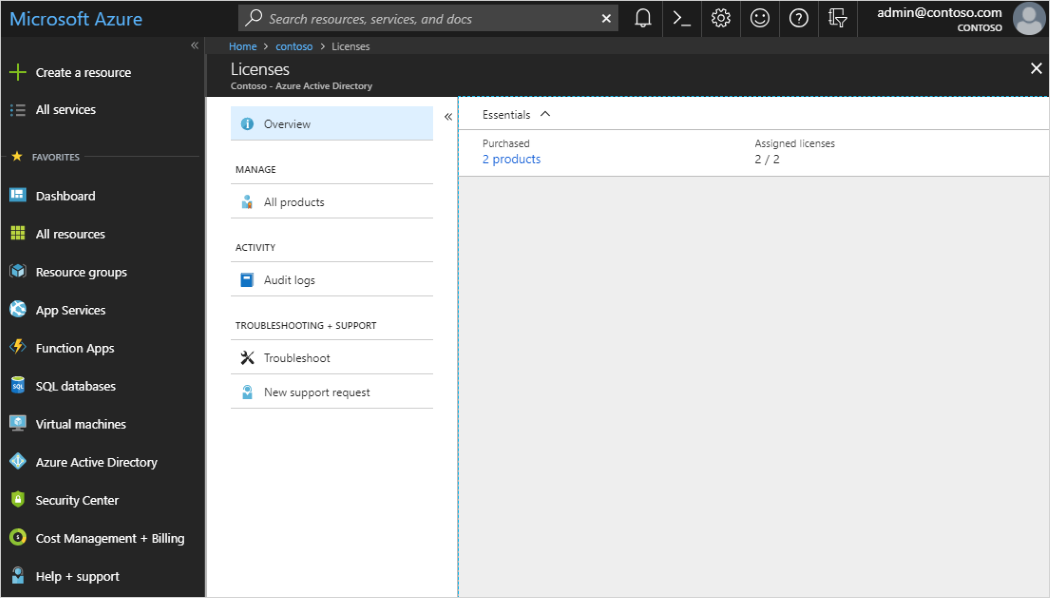 Microsoft Azure
Search resources, services, and docs
admin@contoso.com
CONTOSO
Create a resource
All services
FAVORITES
Dashboard
All resources
Resource groups
App Services
Function Apps
SQL databases
Virtual machines
Azure Active Directory
Security Center
Cost Management + Billing
Help + support
Home > contoso > Licenses
Licenses
Contoso - Azure Active Directory
Overview
MANAGE
All products
ACTIVITY
Audit logs
TROUBLESHOOTING + SUPPORT
Troubleshoot
New support request
Essentials
Purchased
2 products
Assigned licenses
2 / 2